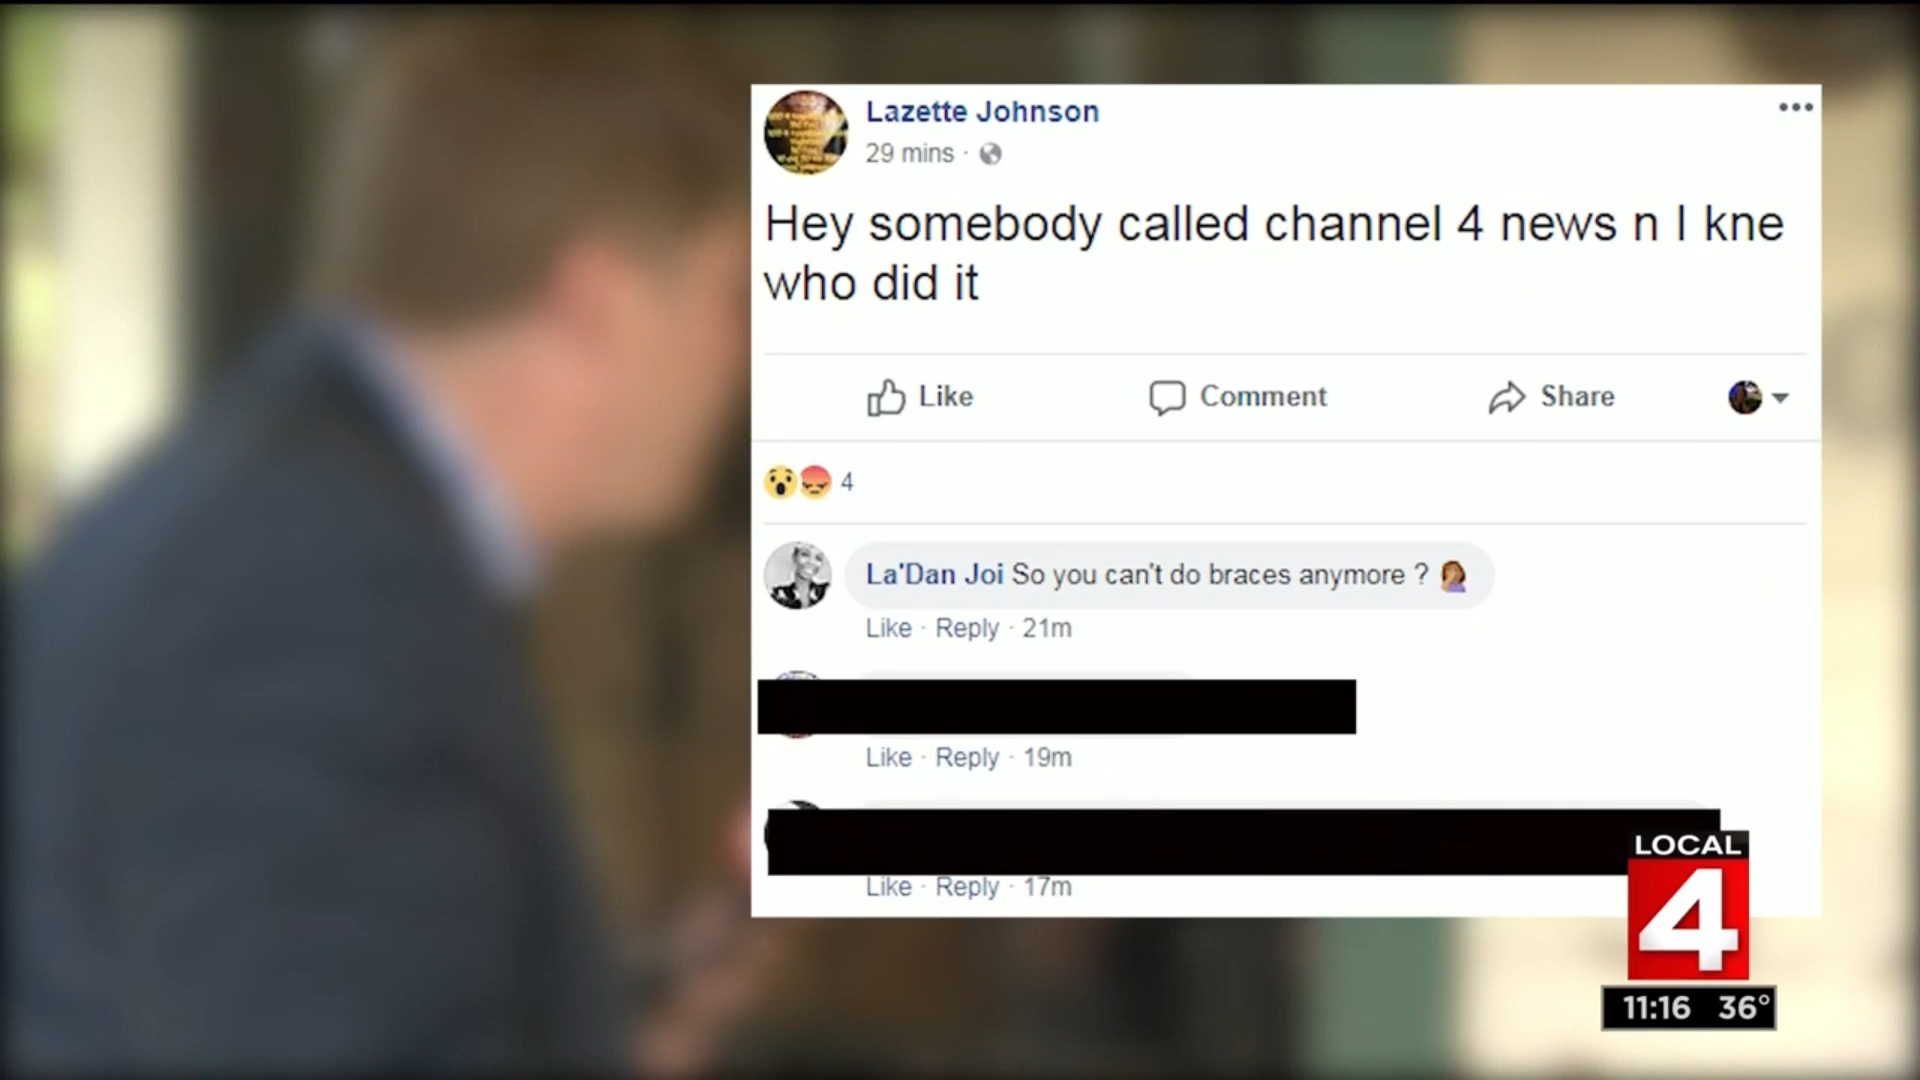 Lazette Johnson
29 mins ·
Hey somebody called channel 4 news n I kne
who did it
Like Comment Share
4
La'Dan Joi So you can't do braces anymore ?
Like · Reply · 21m
Like · Reply · 19m
Like · Reply · 17m
LOCAL
4
11:16 36°